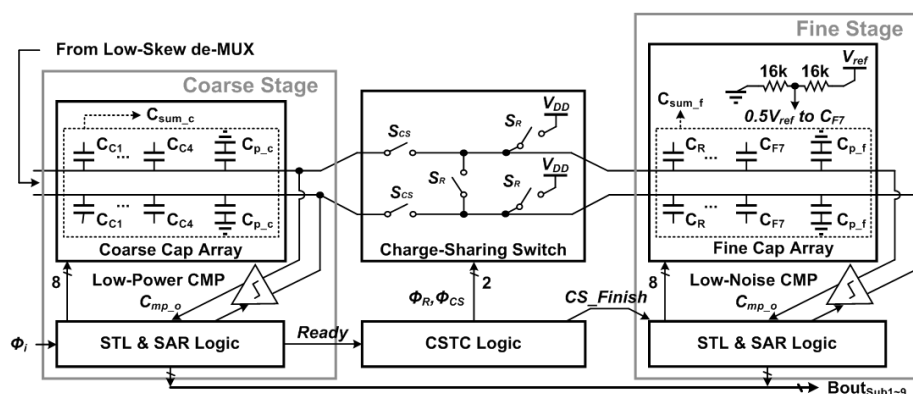 Fine Stage
From Low-Skew de-MUX
Coarse Stage
V_ref
16k 16k
C_sum_c
C_sum_f
0.5V_ref to C_F7
V_DD
S_CS
S_R
C_C1 ... C_C4 C_p_c
C_R ... C_F7 C_p_f
S_R
S_R
V_DD
S_CS
C_C1 ... C_C4 C_p_c
C_R ... C_F7 C_p_f
Coarse Cap Array
Charge-Sharing Switch
Fine Cap Array
8
Low-Power CMP
C_mp_o
2
Φ_R,Φ_CS
CS_Finish
8
Low-Noise CMP
C_mp_o
Φ_i
STL & SAR Logic
Ready
CSTC Logic
STL & SAR Logic
Bout_Sub1~9